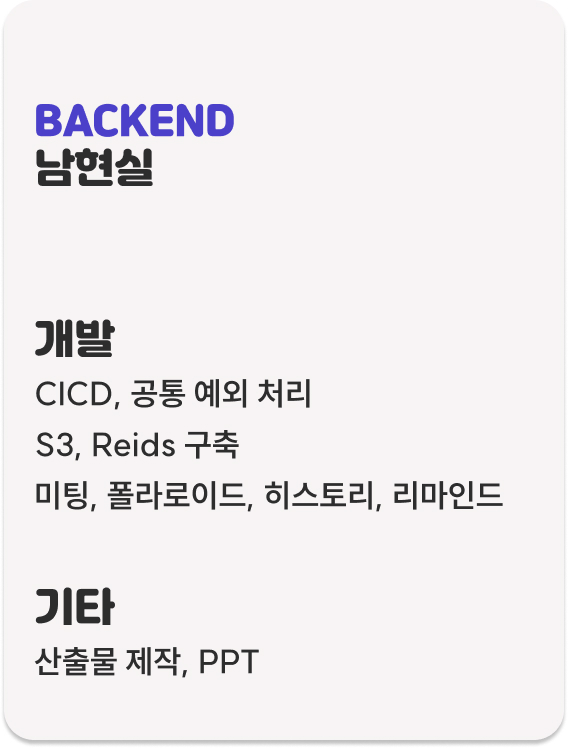 BACKEND
남현실
개발
CICD, 공통 예외 처리
S3, Reids 구축
미팅, 폴라로이드, 히스토리, 리마인드
기타
산출물 제작, PPT